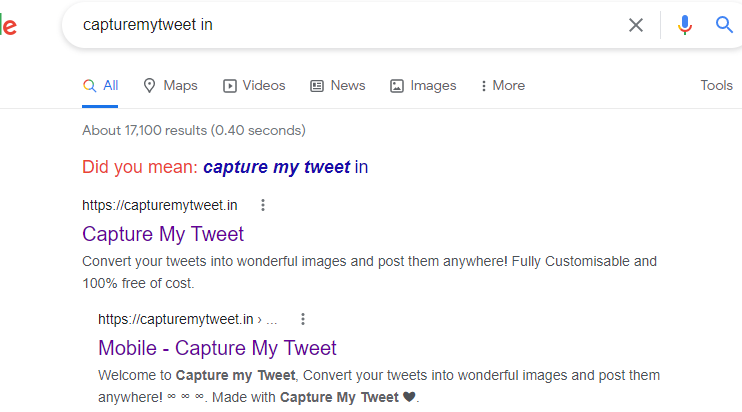 le
capturemytweet in
All Maps Videos News Images More Tools
About 17,100 results (0.40 seconds)
Did you mean: capture my tweet in
https://capturemytweet.in
Capture My Tweet
Convert your tweets into wonderful images and post them anywhere! Fully Customisable and
100% free of cost.
https://capturemytweet.in › ...
Mobile - Capture My Tweet
Welcome to Capture my Tweet, Convert your tweets into wonderful images and post them
anywhere! ∞ ∞ ∞. Made with Capture My Tweet ♥.